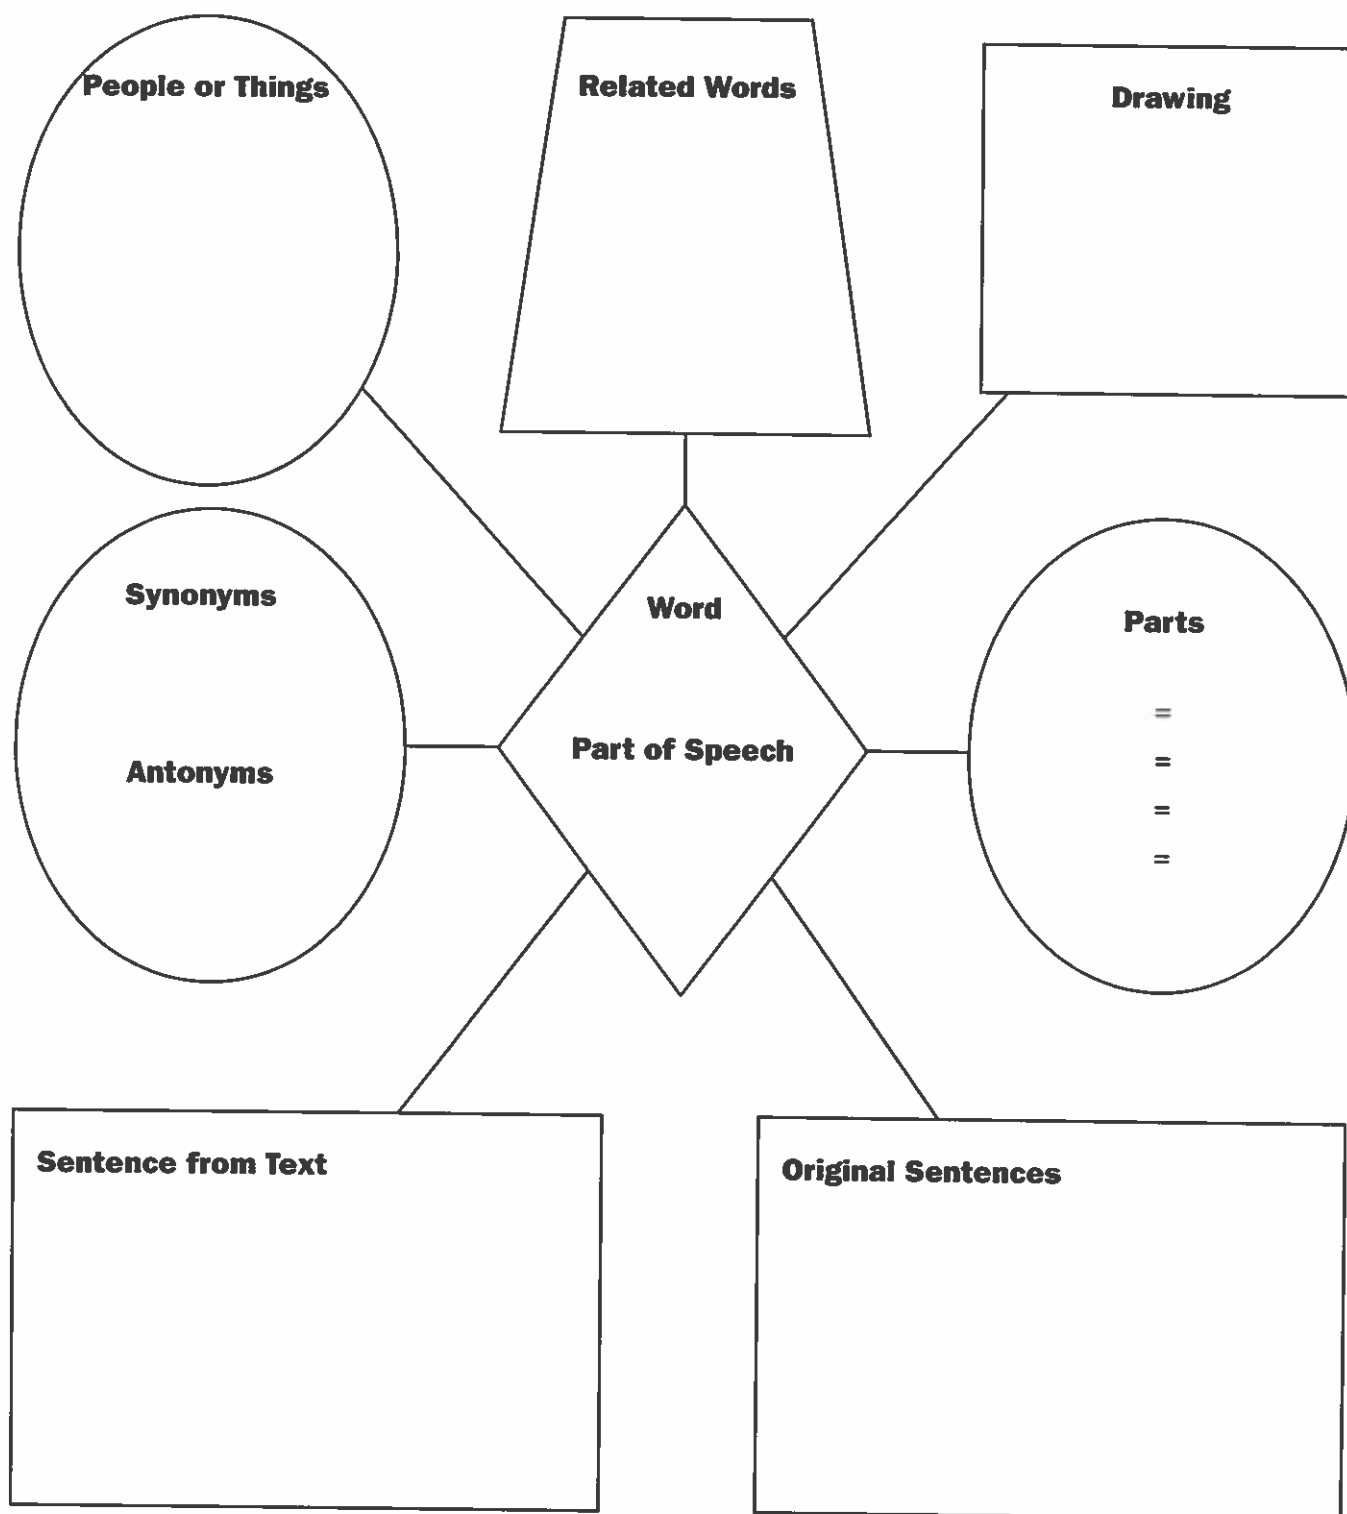 People or Things
Related Words
Drawing
Synonyms
Antonyms
Word
Part of Speech
Parts
=
=
=
=
Sentence from Text
Original Sentences